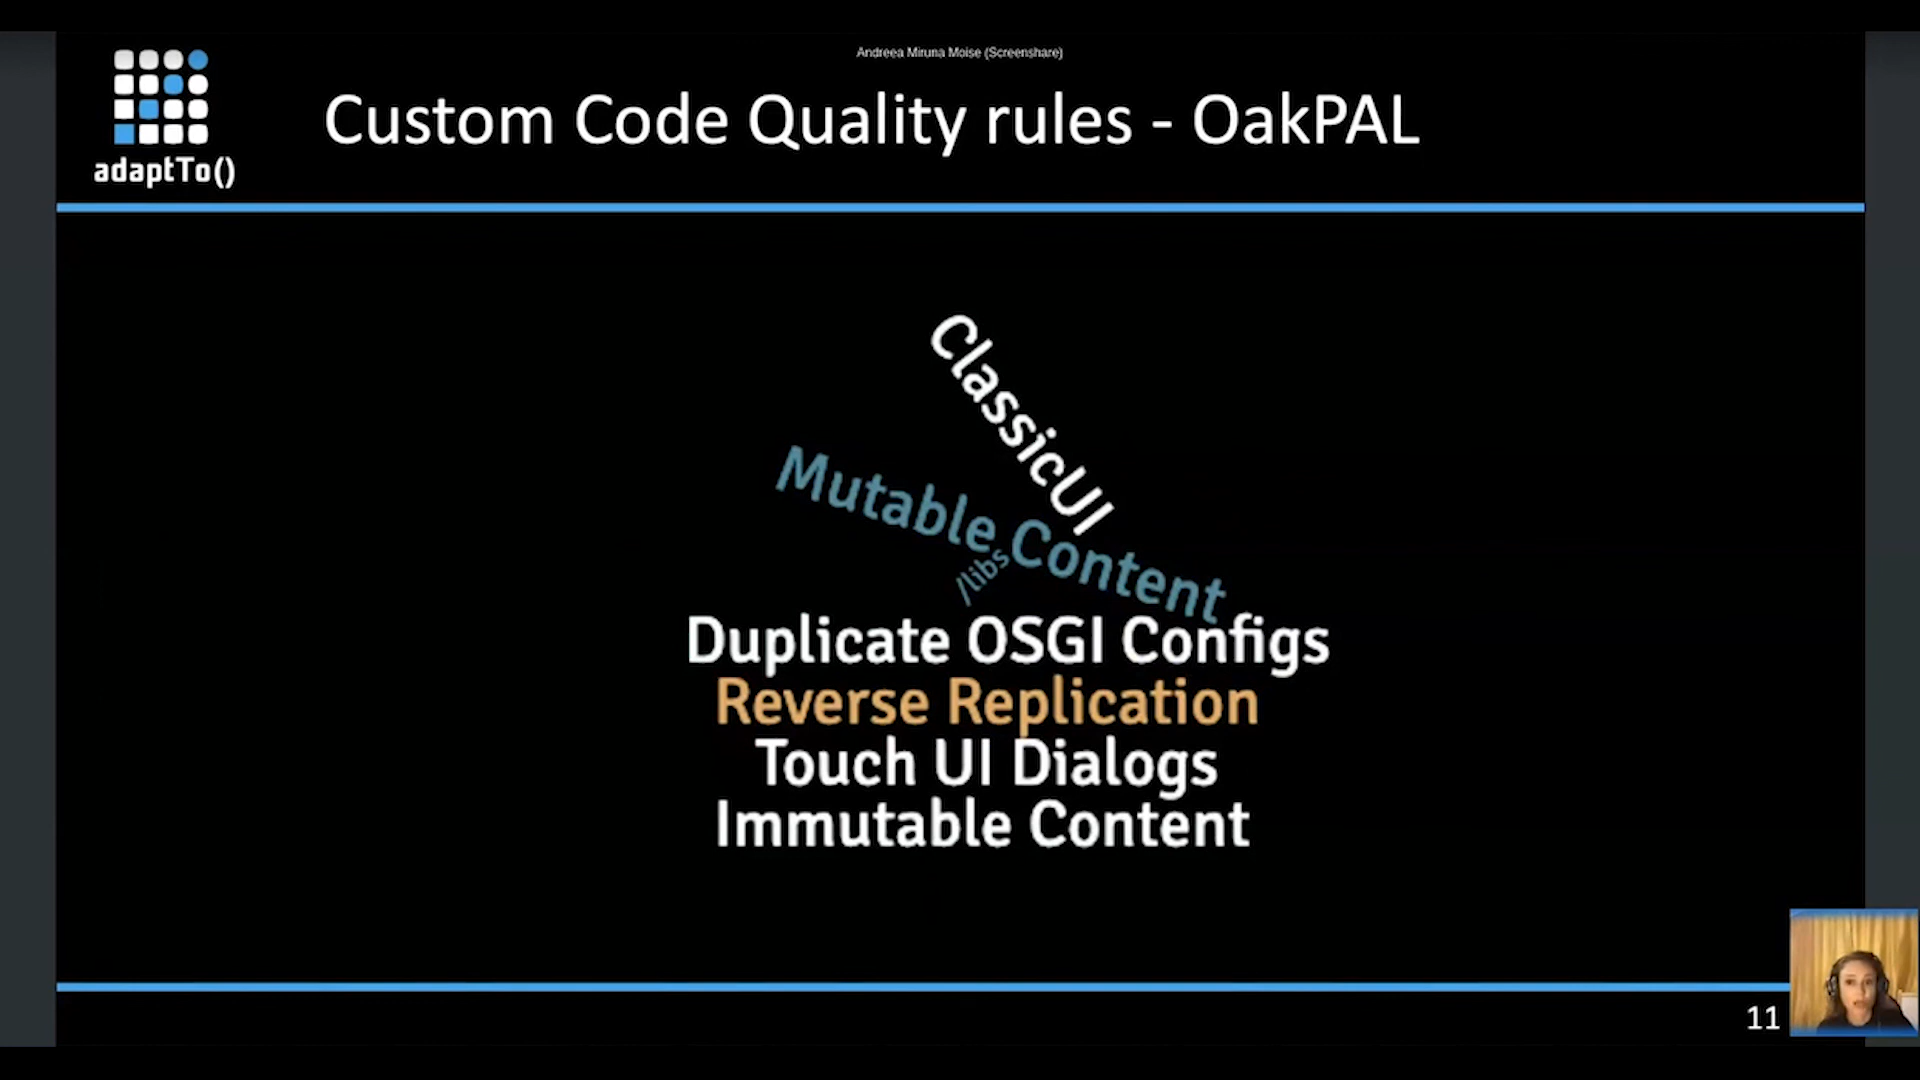 Andreea Miruna Moise (Screenshare)
adaptTo()
Custom Code Quality rules - OakPAL
ClassicUI
Mutable Content
/libs
Duplicate OSGI Configs
Reverse Replication
Touch UI Dialogs
Immutable Content
11